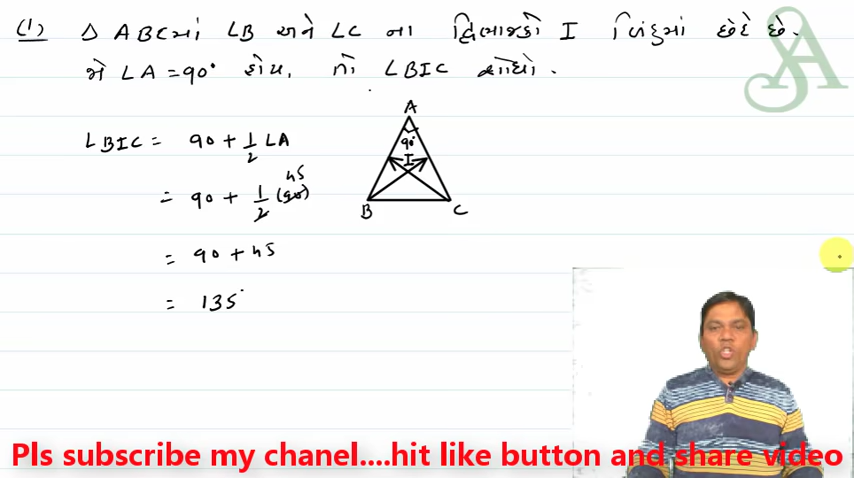 (1) Δ ABC માં ∠B અને ∠C ના દ્વિભાજકો I બિંદુમાં છેદે છે.
જો ∠A = 90° હોય, તો ∠BIC શોધો.
∠BIC = 90 + 1/2 ∠A
= 90 + 1/2 (90) 45
= 90 + 45
= 135°
A
90°
I
B C
Pls subscribe my chanel....hit like button and share video